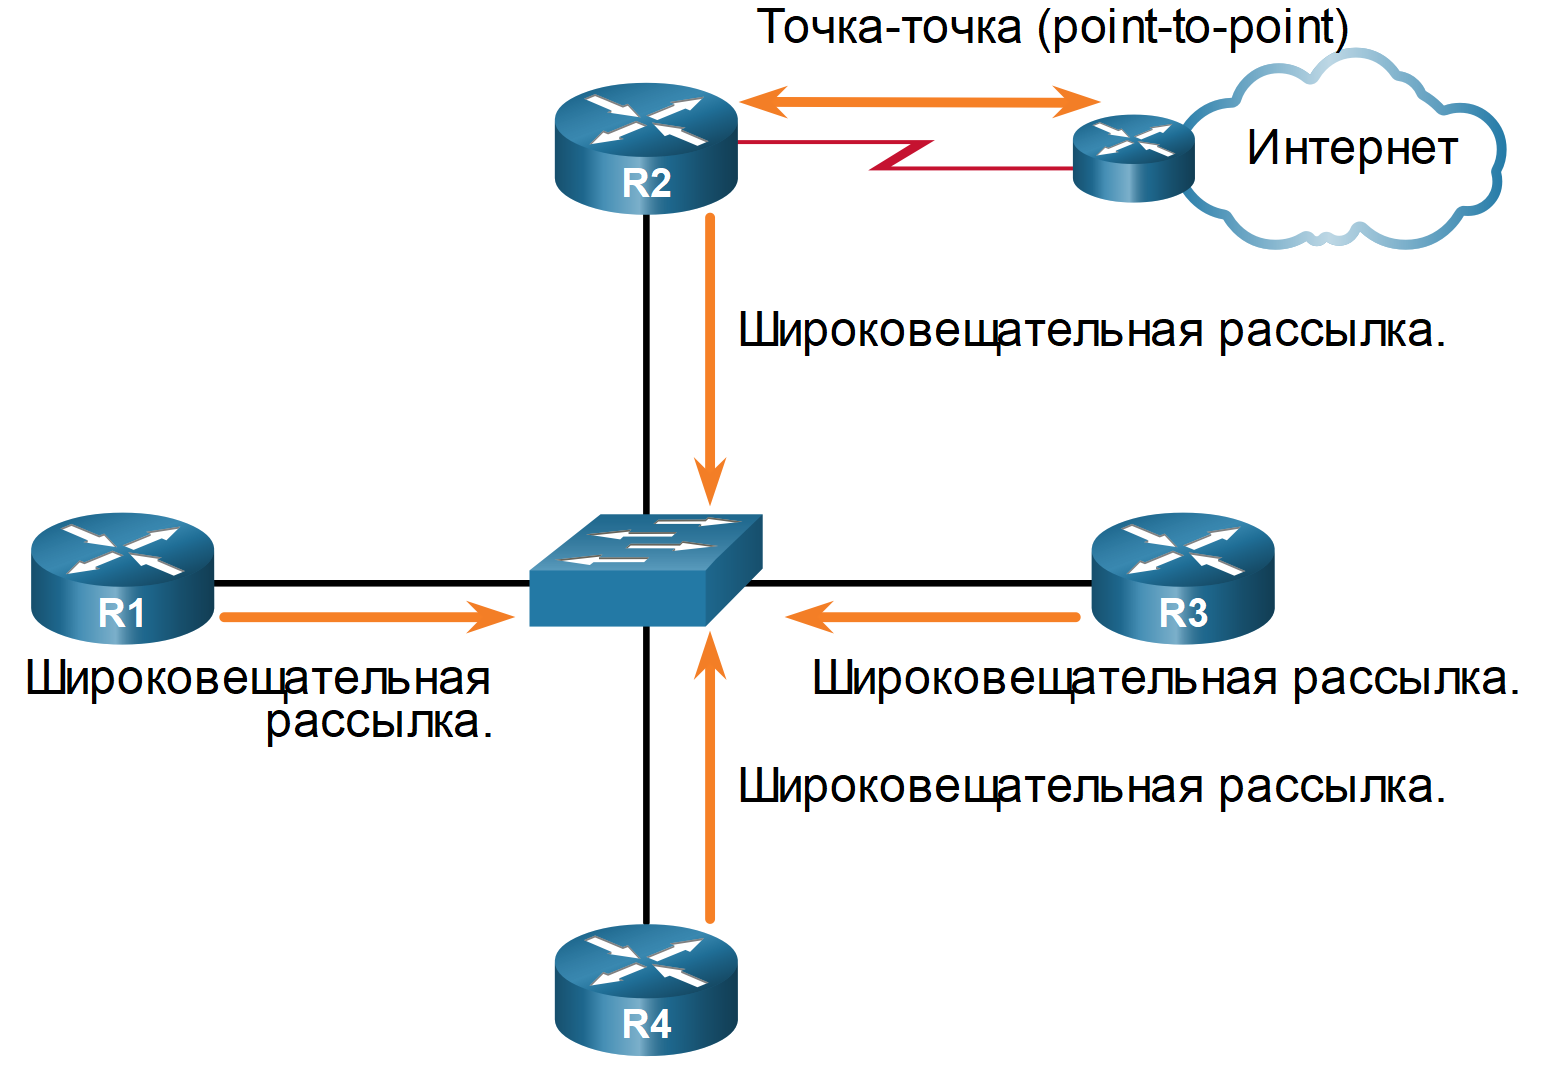 Точка-точка (point-to-point)
Интернет
R2
Широковещательная рассылка.
R1
R3
Широковещательная
рассылка.
Широковещательная рассылка.
Широковещательная рассылка.
R4